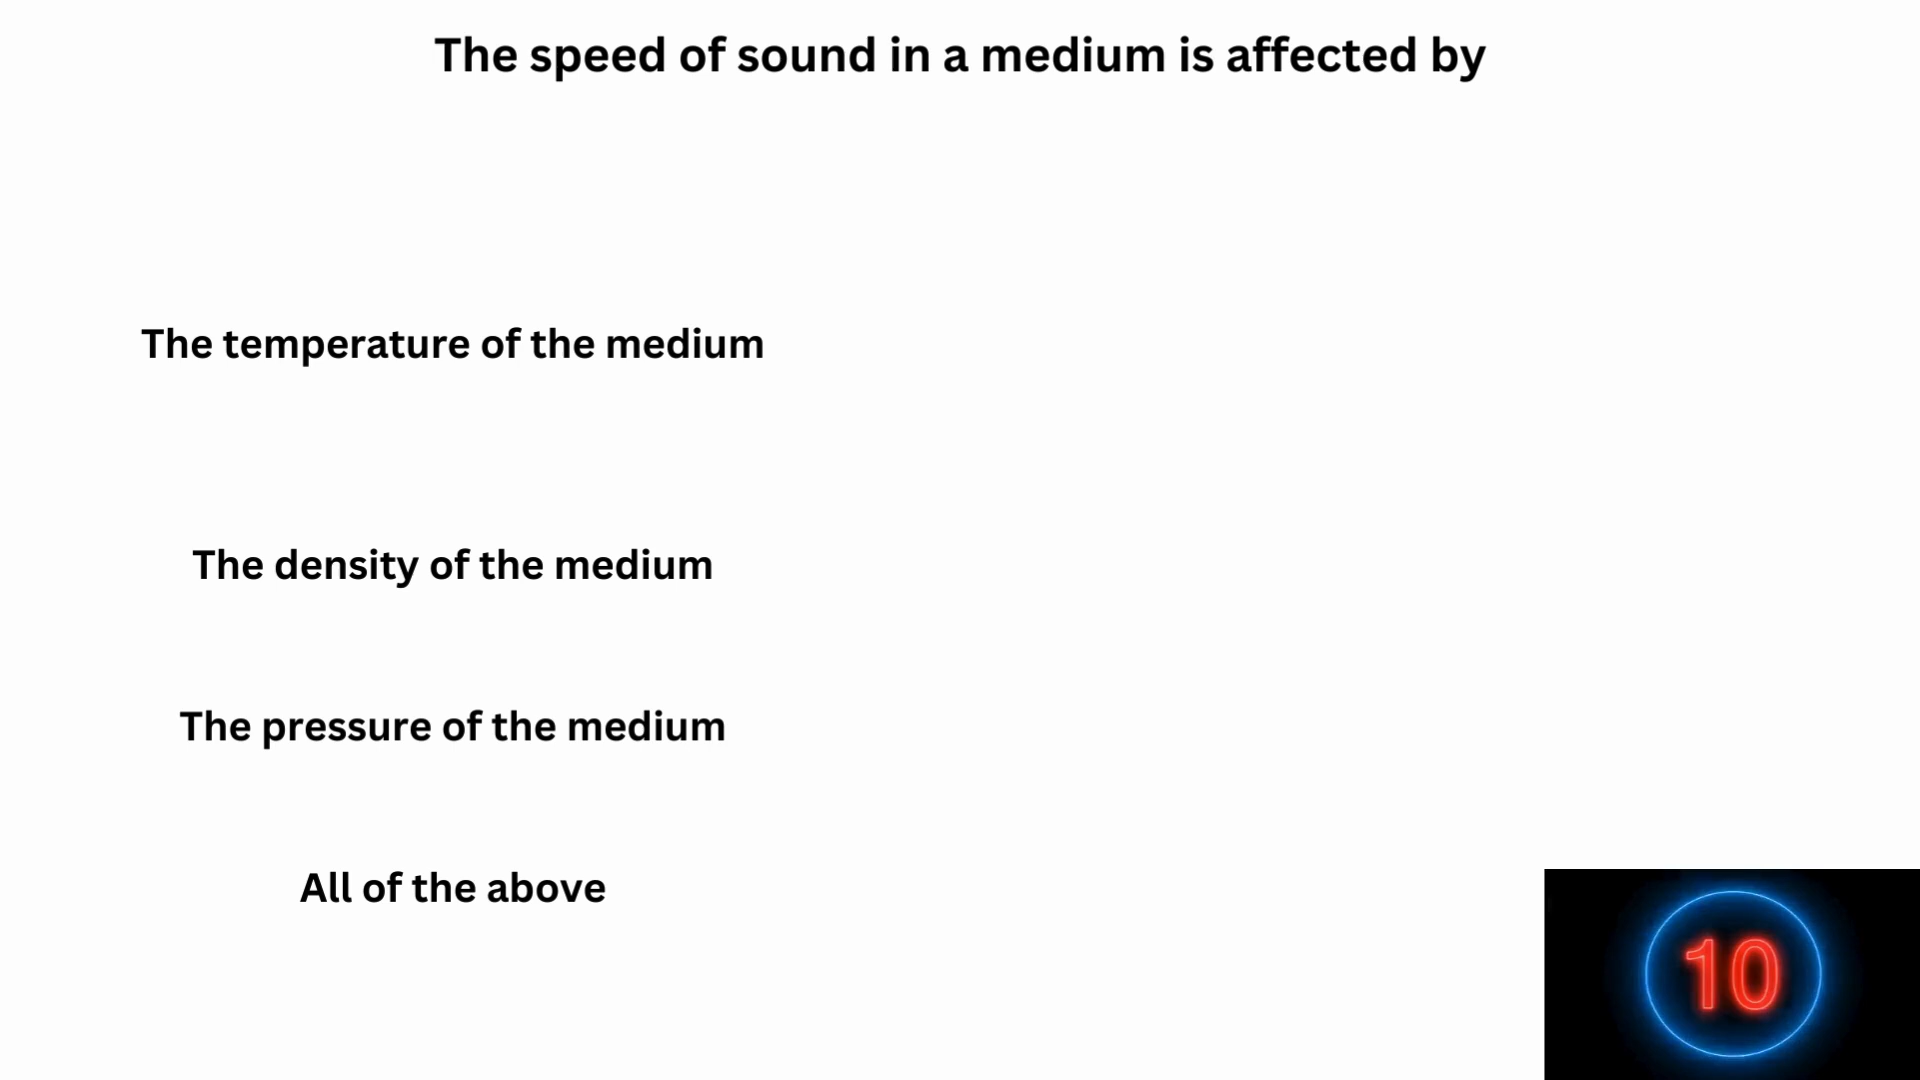 The speed of sound in a medium is affected by
The temperature of the medium
The density of the medium
The pressure of the medium
All of the above
10